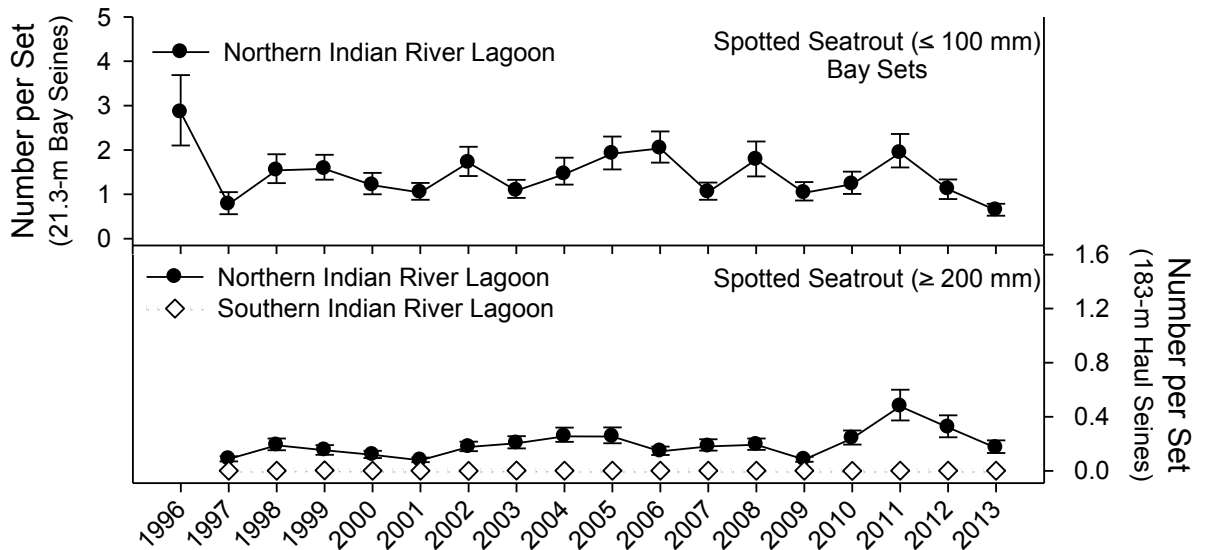 Number per Set
(21.3-m Bay Seines)
5
4
3
2
1
0
Northern Indian River Lagoon
Spotted Seatrout (≤ 100 mm)
Bay Sets
Northern Indian River Lagoon
Southern Indian River Lagoon
Spotted Seatrout (≥ 200 mm)
1.6
1.2
0.8
0.4
0.0
Number per Set
(183-m Haul Seines)
1996
1997
1998
1999
2000
2001
2002
2003
2004
2005
2006
2007
2008
2009
2010
2011
2012
2013